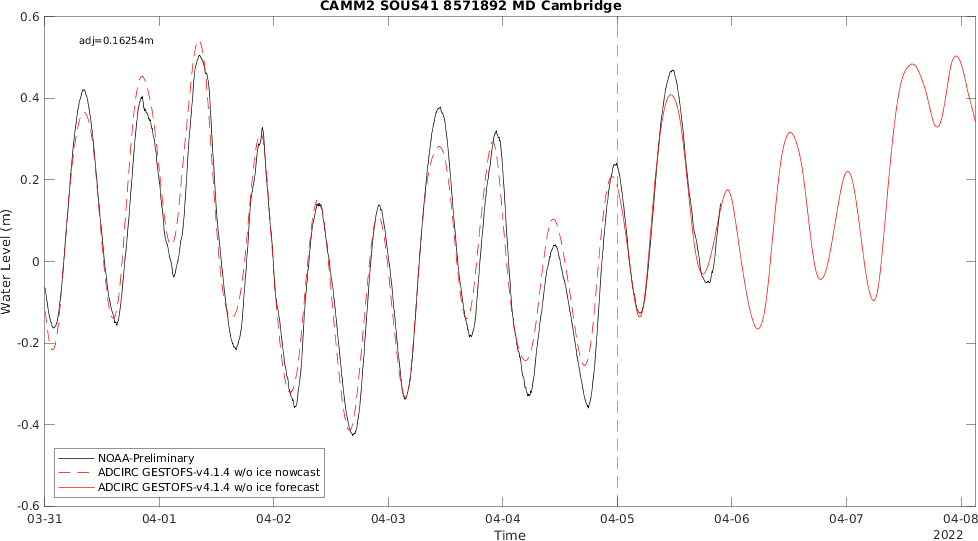 CAMM2 SOUS41 8571892 MD Cambridge
adj=0.16254m
0.6
0.4
0.2
0
-0.2
-0.4
-0.6
Water Level (m)
NOAA-Preliminary
ADCIRC GESTOFS-v4.1.4 w/o ice nowcast
ADCIRC GESTOFS-v4.1.4 w/o ice forecast
03-31 04-01 04-02 04-03 04-04 04-05 04-06 04-07 04-08
Time
2022